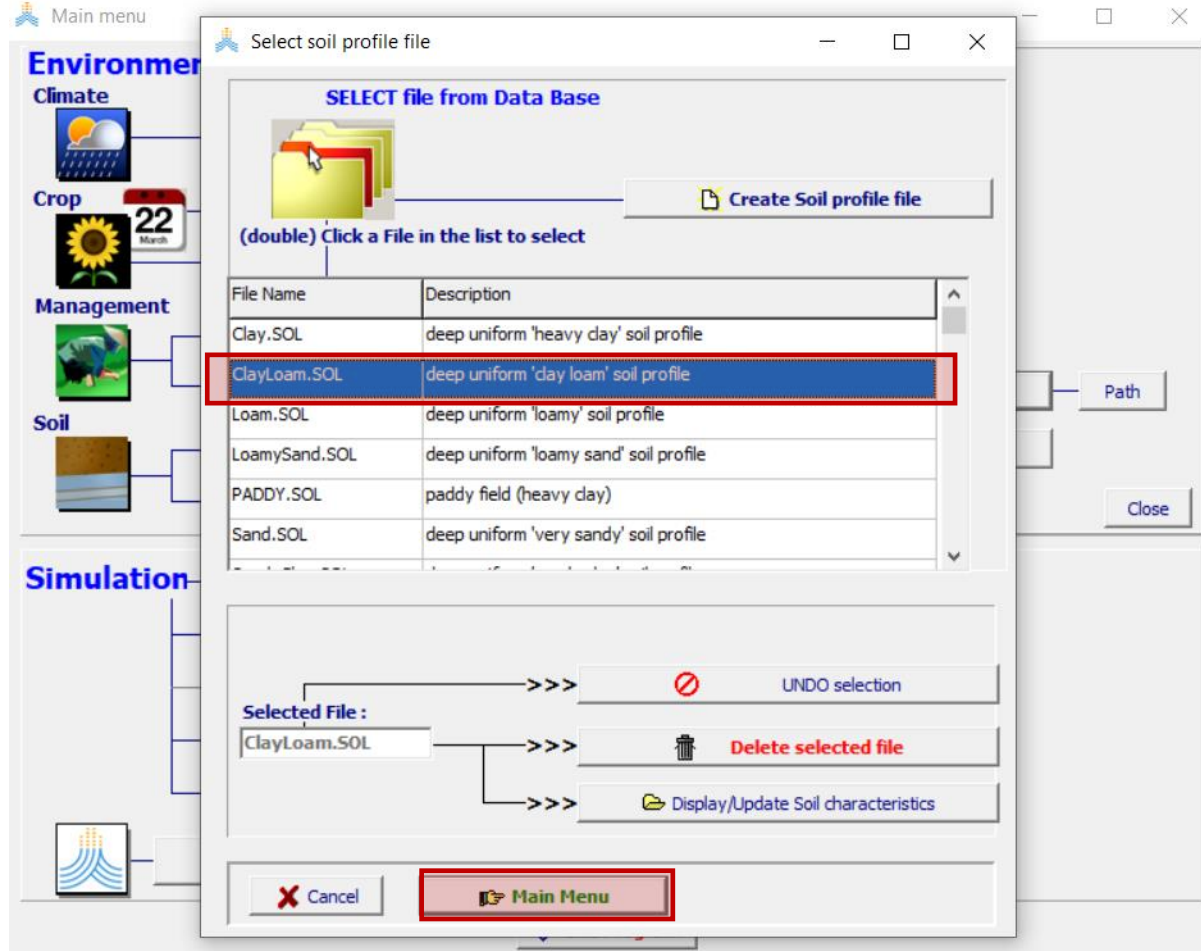 Main menu
Select soil profile file
Climate
SELECT file from Data Base
Crop
22
March
Create Soil profile file
(double) Click a File in the list to select
Management
File Name Description
Clay.SOL deep uniform 'heavy clay' soil profile
ClayLoam.SOL deep uniform 'clay loam' soil profile
Path
Soil
Loam.SOL deep uniform 'loamy' soil profile
LoamySand.SOL deep uniform 'loamy sand' soil profile
PADDY.SOL paddy field (heavy clay)
Close
Sand.SOL deep uniform 'very sandy' soil profile
Simulation
>>> UNDO selection
Selected File :
ClayLoam.SOL >>> Delete selected file
>>> Display/Update Soil characteristics
Cancel Main Menu